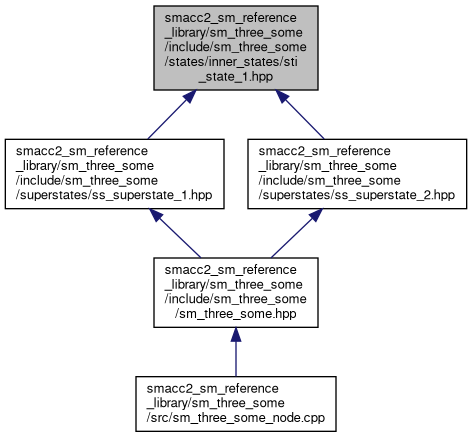 smacc2_sm_reference
_library/sm_three_some
/include/sm_three_some
/states/inner_states/sti
_state_1.hpp
smacc2_sm_reference
_library/sm_three_some
/include/sm_three_some
/superstates/ss_superstate_1.hpp
smacc2_sm_reference
_library/sm_three_some
/include/sm_three_some
/superstates/ss_superstate_2.hpp
smacc2_sm_reference
_library/sm_three_some
/include/sm_three_some
/sm_three_some.hpp
smacc2_sm_reference
_library/sm_three_some
/src/sm_three_some_node.cpp